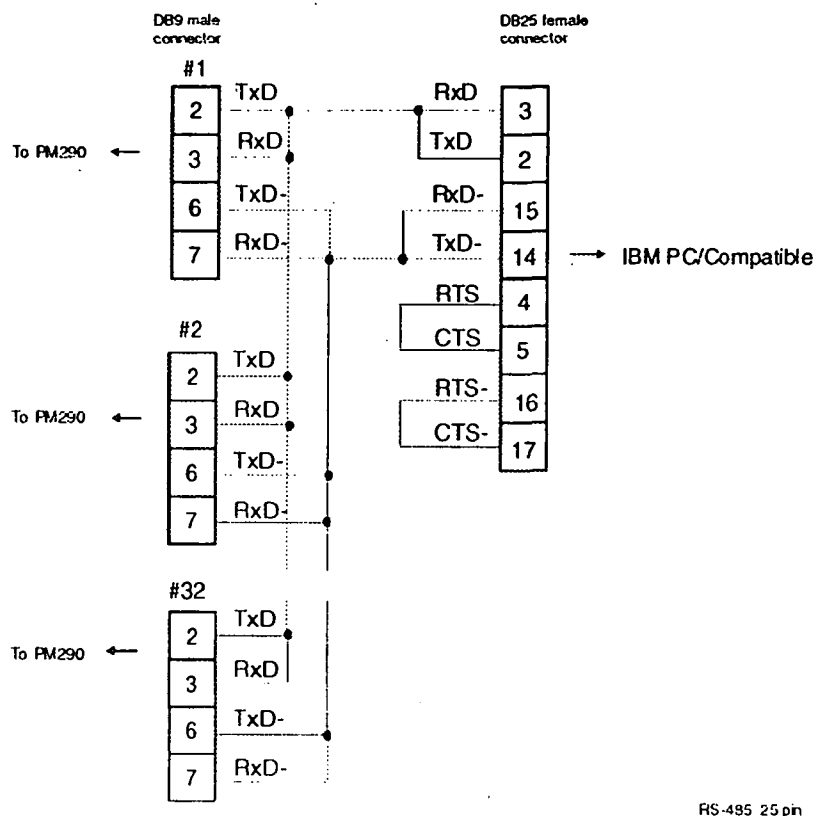 DB9 male
connector
DB25 female
connector
#1
2 TxD
3 RxD
6 TxD-
7 RxD-
To PM290
RxD 3
TxD 2
RxD- 15
TxD- 14
RTS 4
CTS 5
RTS- 16
CTS- 17
IBM PC/Compatible
#2
2 TxD
3 RxD
6 TxD-
7 RxD-
To PM290
#32
2 TxD
3 RxD
6 TxD-
7 RxD-
To PM290
RS-485 25 pin